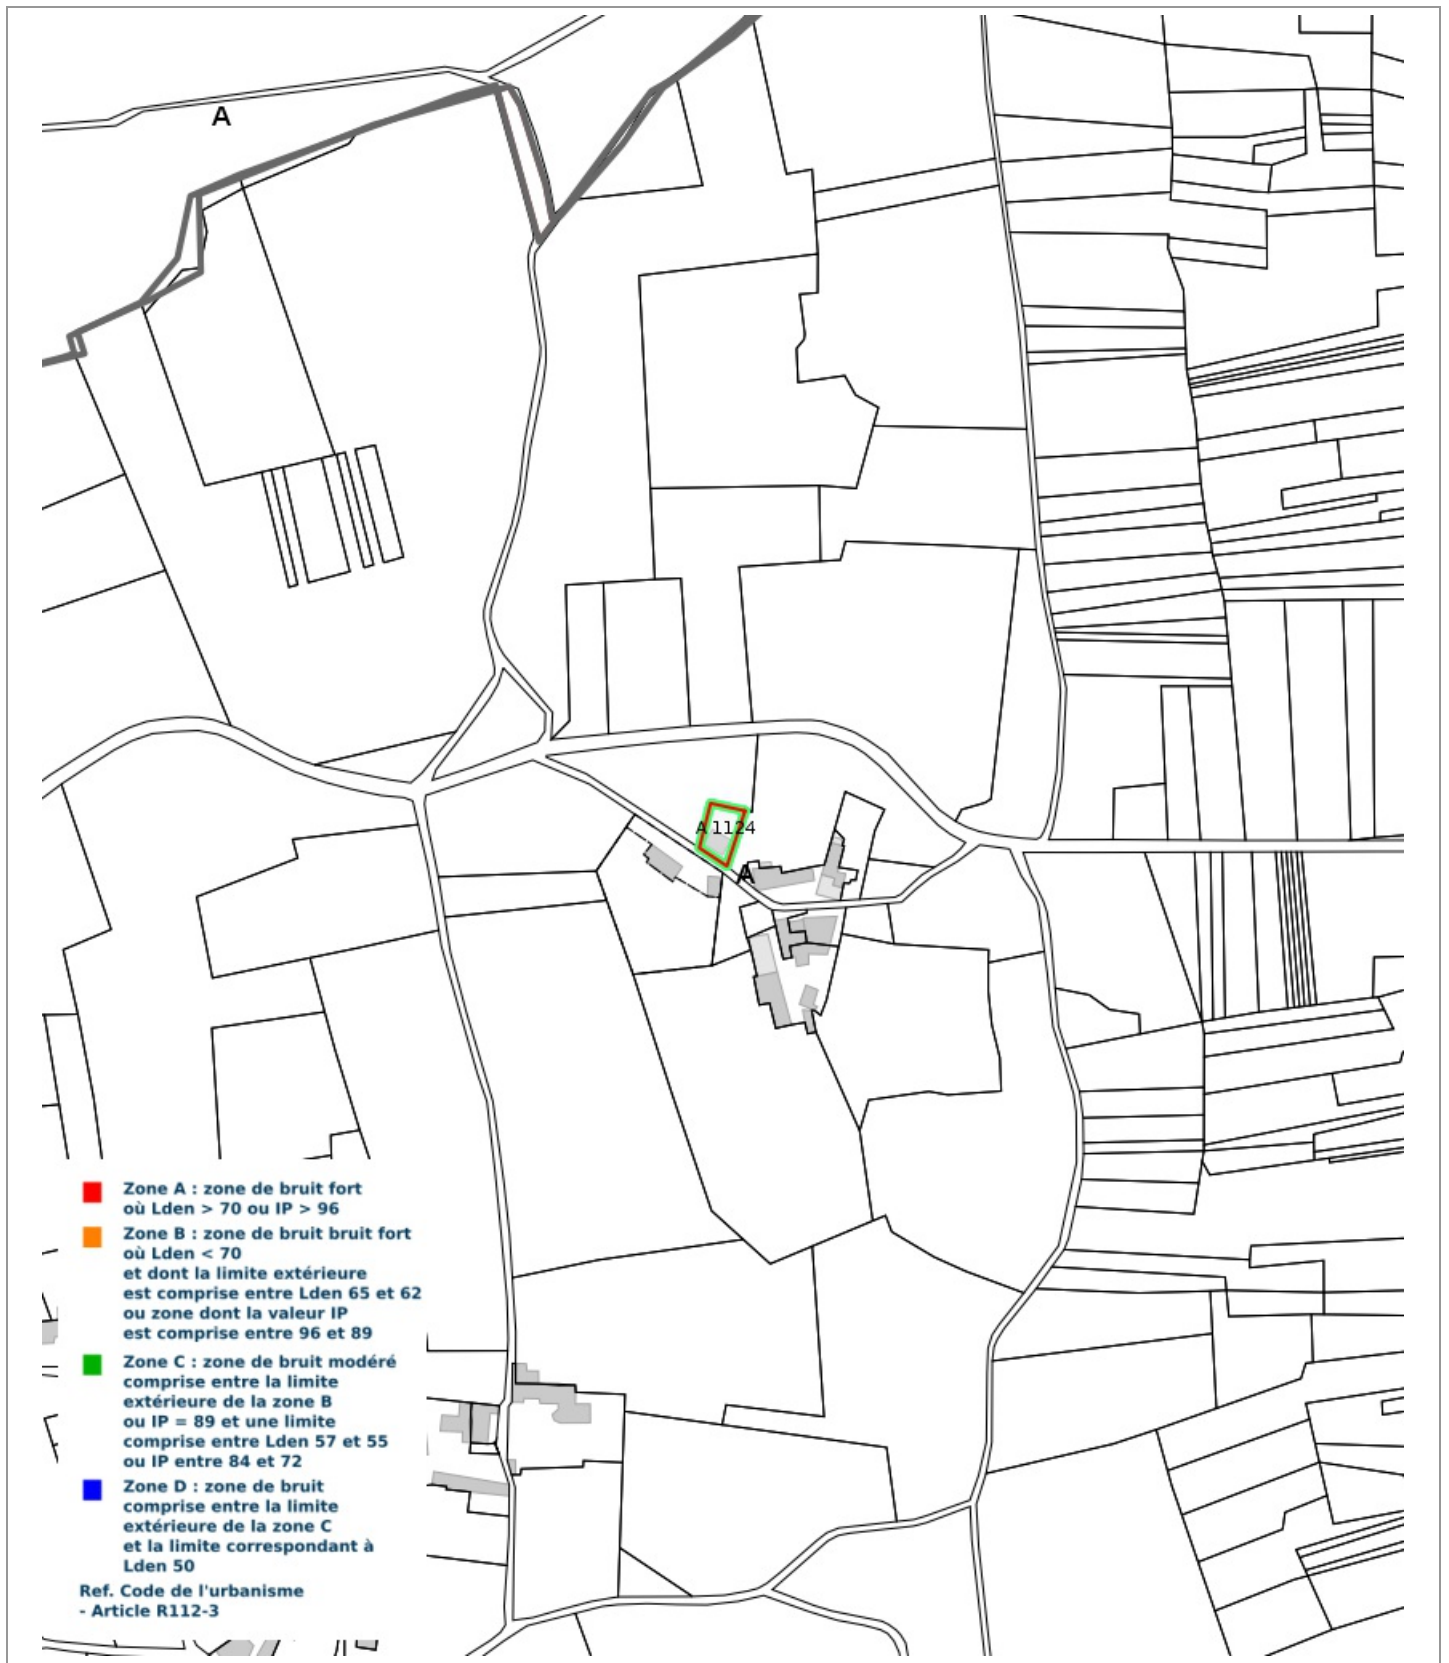 A
A 1124
A
Zone A : zone de bruit fort
où Lden > 70 ou IP > 96
Zone B : zone de bruit bruit fort
où Lden < 70
et dont la limite extérieure
est comprise entre Lden 65 et 62
ou zone dont la valeur IP
est comprise entre 96 et 89
Zone C : zone de bruit modéré
comprise entre la limite
extérieure de la zone B
ou IP = 89 et une limite
comprise entre Lden 57 et 55
ou IP entre 84 et 72
Zone D : zone de bruit
comprise entre la limite
extérieure de la zone C
et la limite correspondant à
Lden 50
Ref. Code de l'urbanisme
- Article R112-3